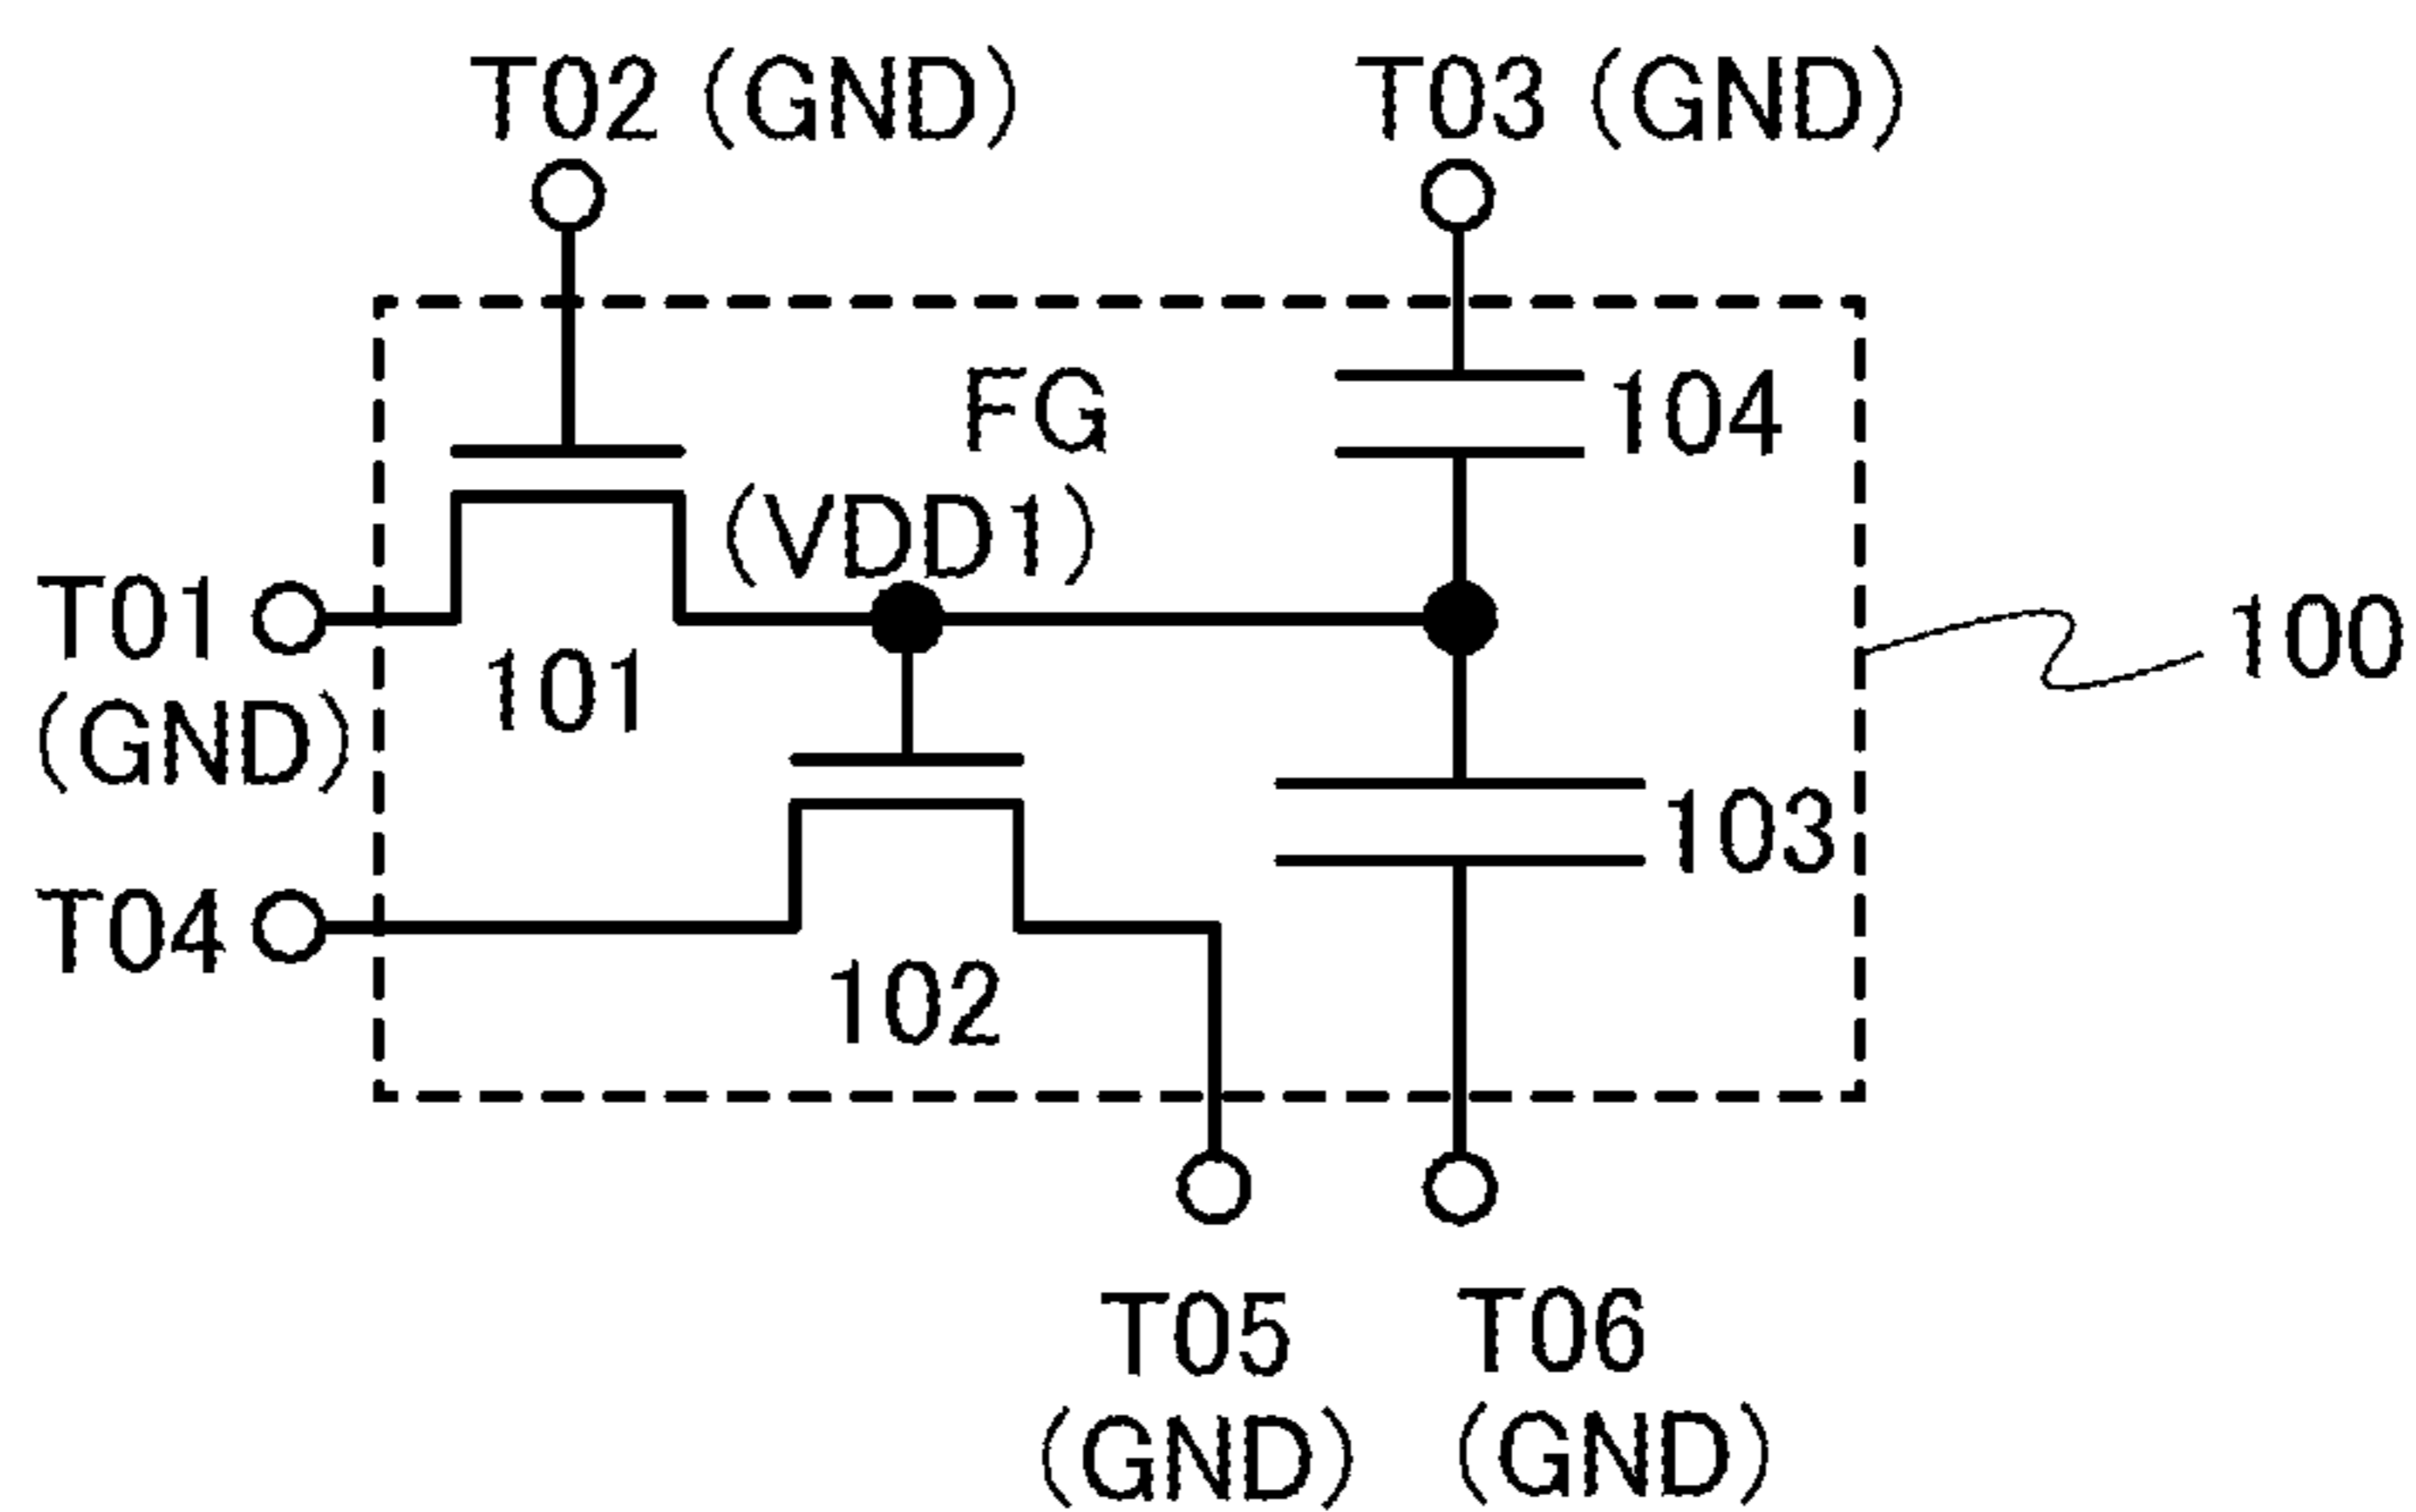 T02 (GND)
T03 (GND)
FG
104
(VDD1)
T01
(GND)
101
100
103
T04
102
T05
(GND)
T06
(GND)